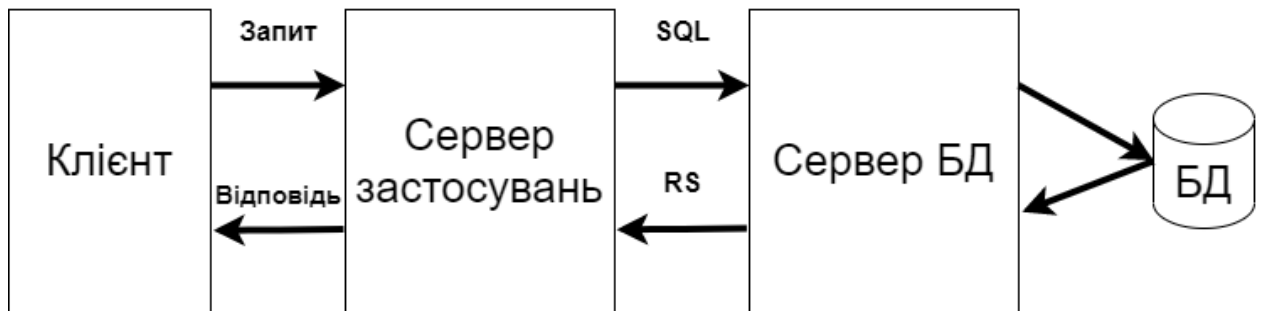 Запит
SQL
Клієнт
Сервер
застосувань
Сервер БД
БД
Відповідь
RS